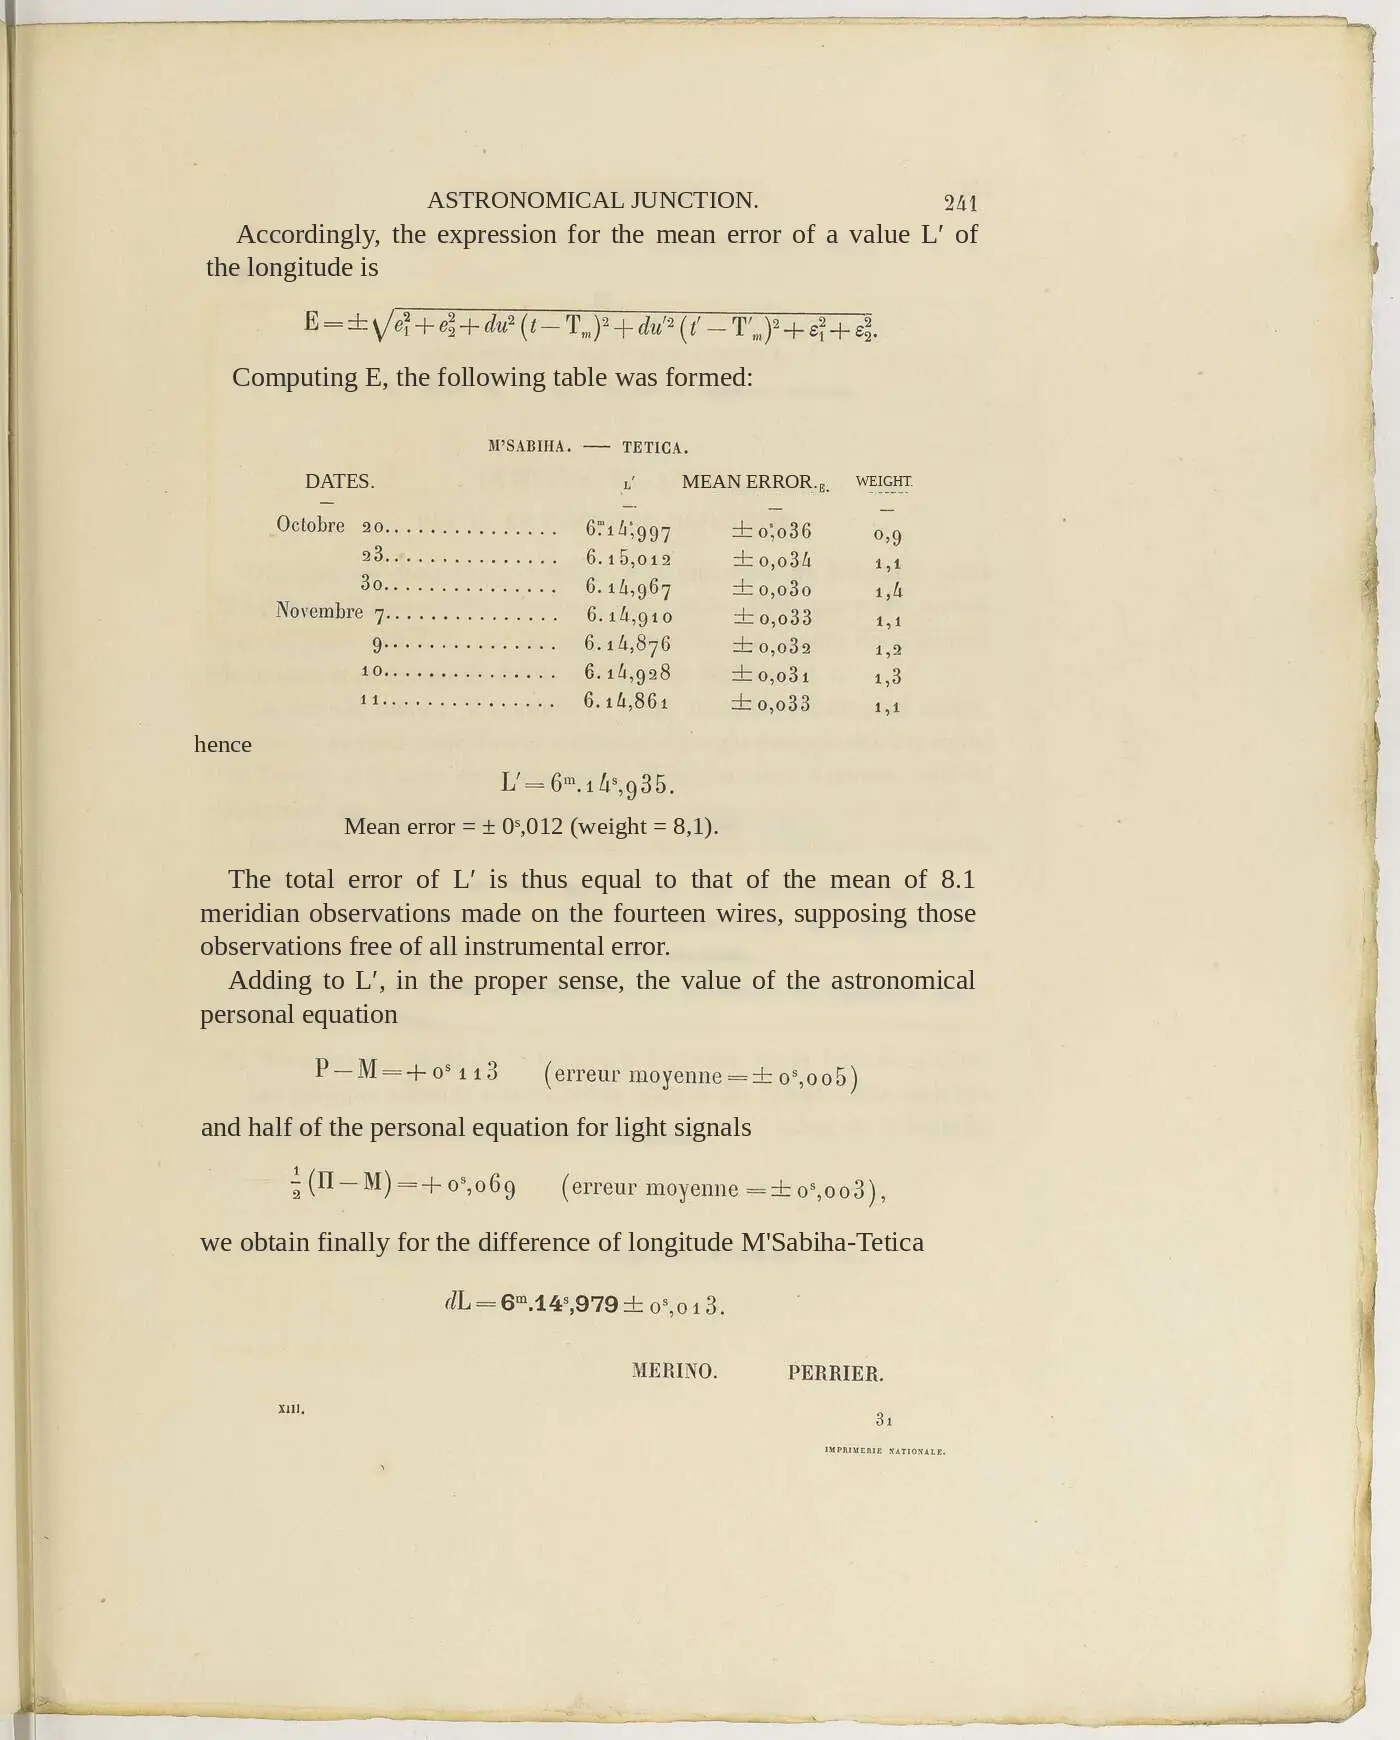 ASTRONOMICAL JUNCTION. 241
Accordingly, the expression for the mean error of a value L′ of
the longitude is
E = ± √e₁² + e₂² + du² (t − Tₘ)² + du′² (t′ − T′ₘ)² + ε₁² + ε₂².
Computing E, the following table was formed:
M'SABIHA. — TETICA.
DATES. L′ MEAN ERROR. E. WEIGHT.
Octobre 20............... 6ᵐ.14ˢ,997 ± 0ˢ,036 0,9
23............... 6.15,012 ± 0,034 1,1
30............... 6.14,967 ± 0,030 1,4
Novembre 7............... 6.14,910 ± 0,033 1,1
9............... 6.14,876 ± 0,032 1,2
10............... 6.14,928 ± 0,031 1,3
11............... 6.14,861 ± 0,033 1,1
hence
L′ = 6ᵐ.14ˢ,935.
Mean error = ± 0ˢ,012 (weight = 8,1).
The total error of L′ is thus equal to that of the mean of 8.1
meridian observations made on the fourteen wires, supposing those
observations free of all instrumental error.
Adding to L′, in the proper sense, the value of the astronomical
personal equation
P − M = + 0ˢ 113 (erreur moyenne = ± 0ˢ,005)
and half of the personal equation for light signals
½ (Π − M) = + 0ˢ,069 (erreur moyenne = ± 0ˢ,003),
we obtain finally for the difference of longitude M'Sabiha-Tetica
dL = 6ᵐ.14ˢ,979 ± 0ˢ,013.
MERINO. PERRIER.
XIII. 31
IMPRIMERIE NATIONALE.